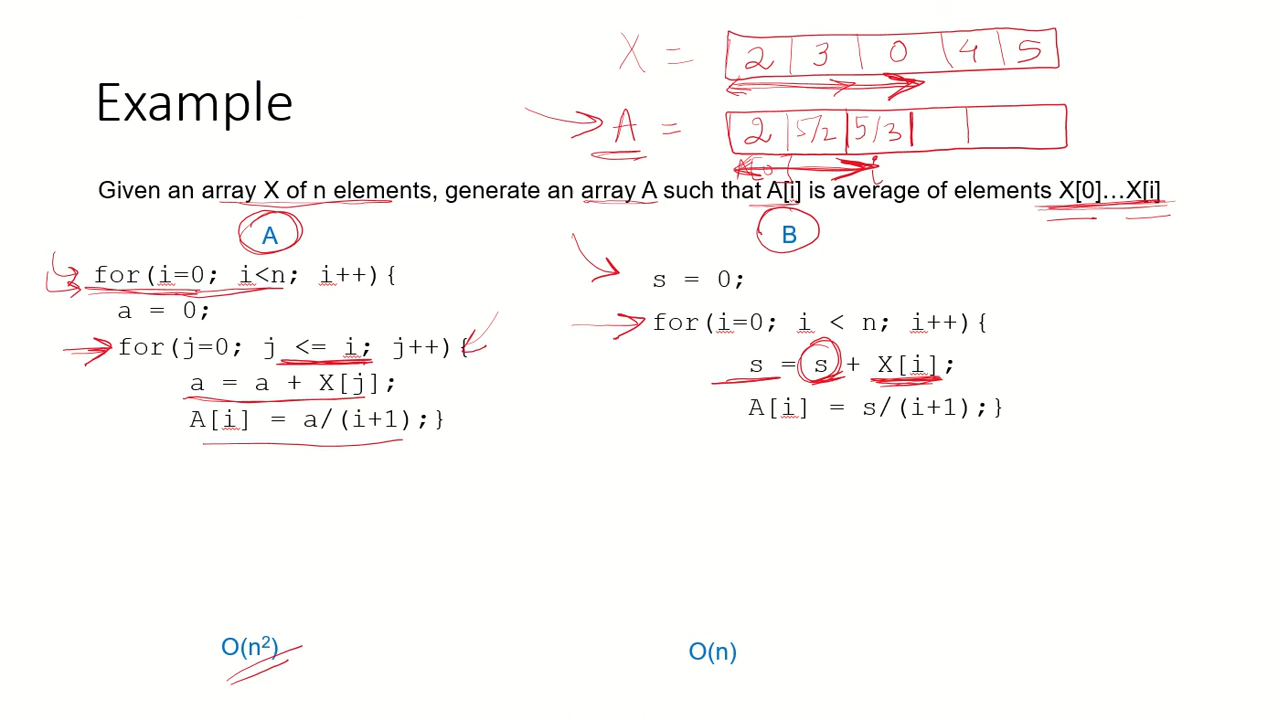 X = 2 3 0 4 5
Example
A = 2 5/2 5/3
A[0] i
Given an array X of n elements, generate an array A such that A[i] is average of elements X[0]…X[i]
A
for(i=0; i<n; i++){
a = 0;
for(j=0; j <= i; j++){
a = a + X[j];
A[i] = a/(i+1);}
O(n²)
B
s = 0;
for(i=0; i < n; i++){
s = s + X[i];
A[i] = s/(i+1);}
O(n)